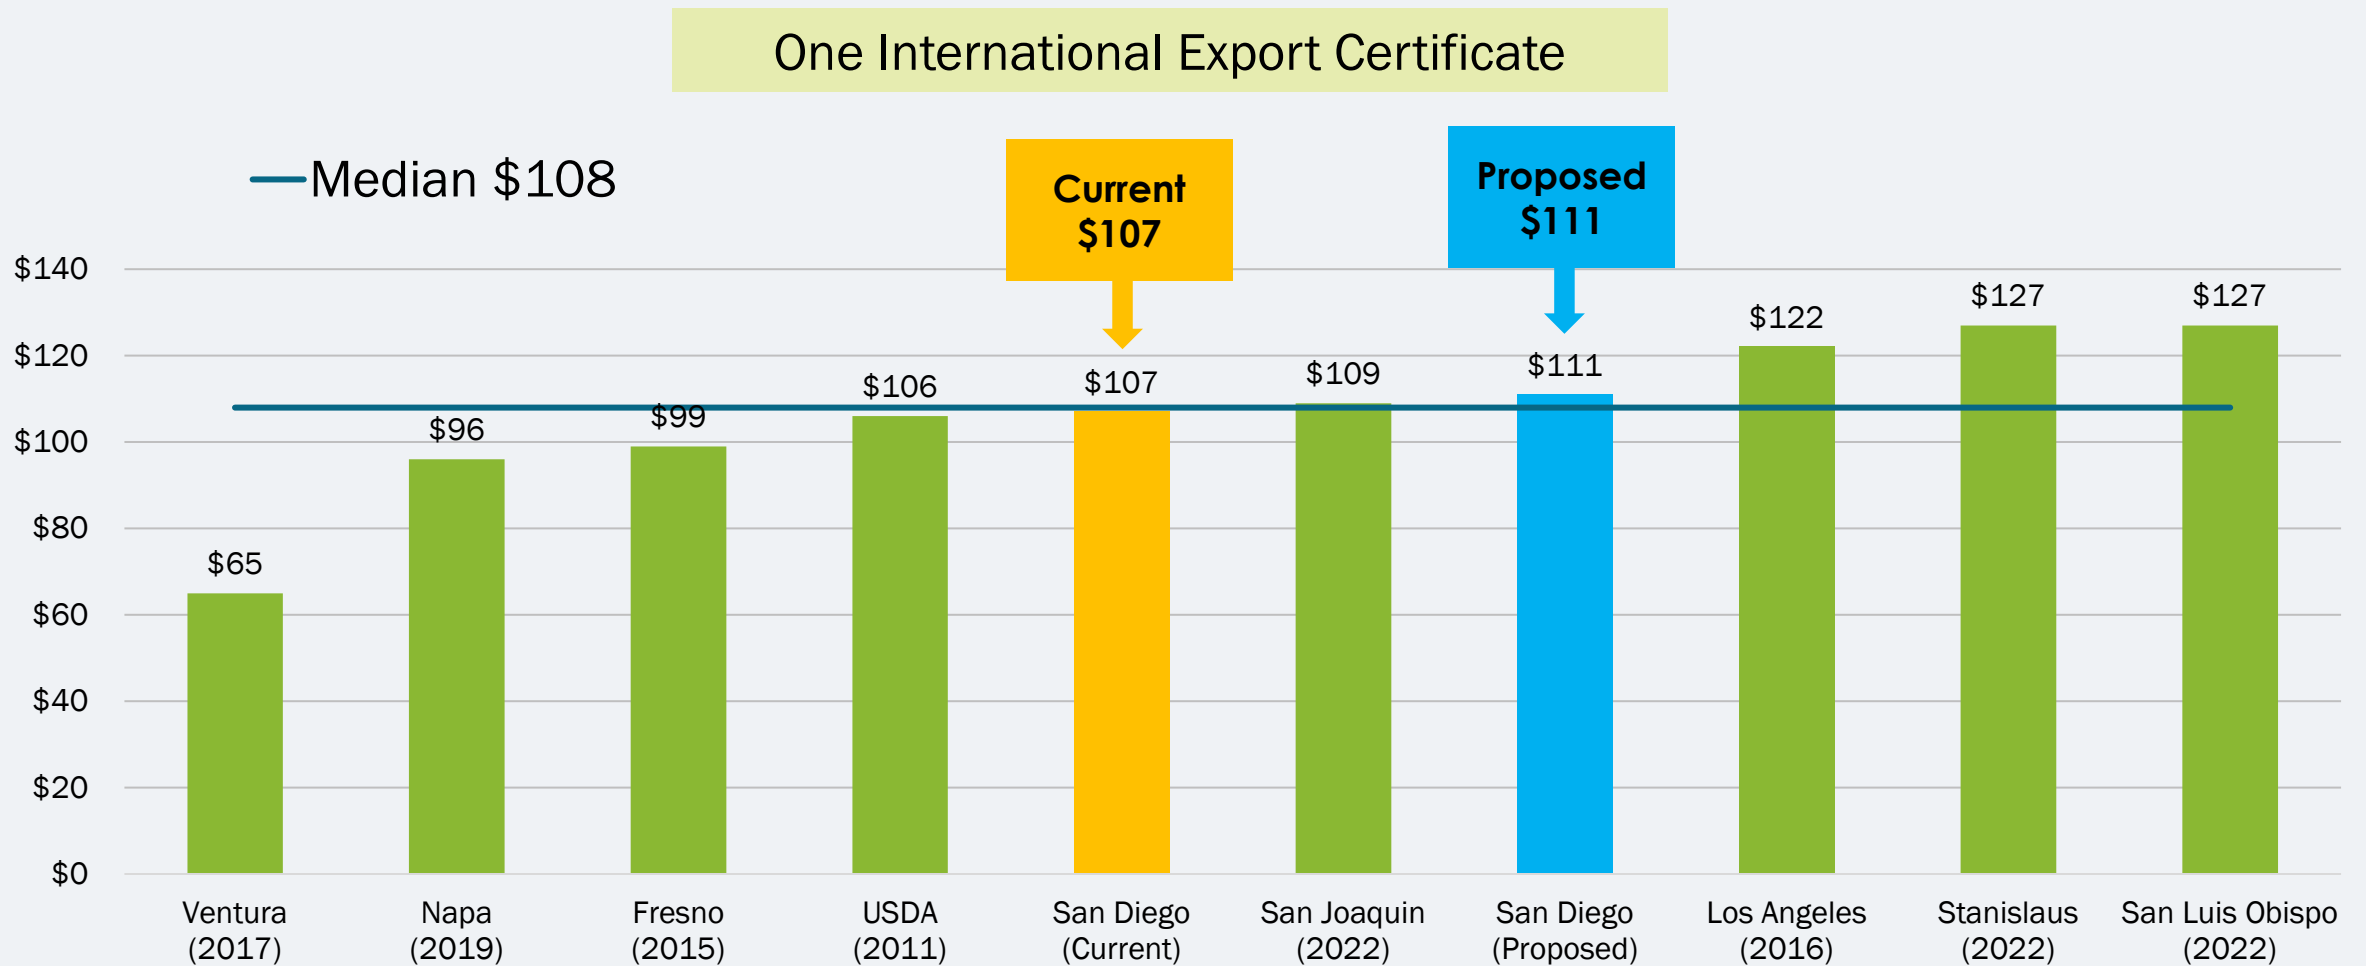 One International Export Certificate
Median $108
Current
$107
Proposed
$111
$140
$120
$100
$80
$60
$40
$20
$0
$65
$96
$99
$106
$107
$109
$111
$122
$127
$127
Ventura
(2017)
Napa
(2019)
Fresno
(2015)
USDA
(2011)
San Diego
(Current)
San Joaquin
(2022)
San Diego
(Proposed)
Los Angeles
(2016)
Stanislaus
(2022)
San Luis Obispo
(2022)